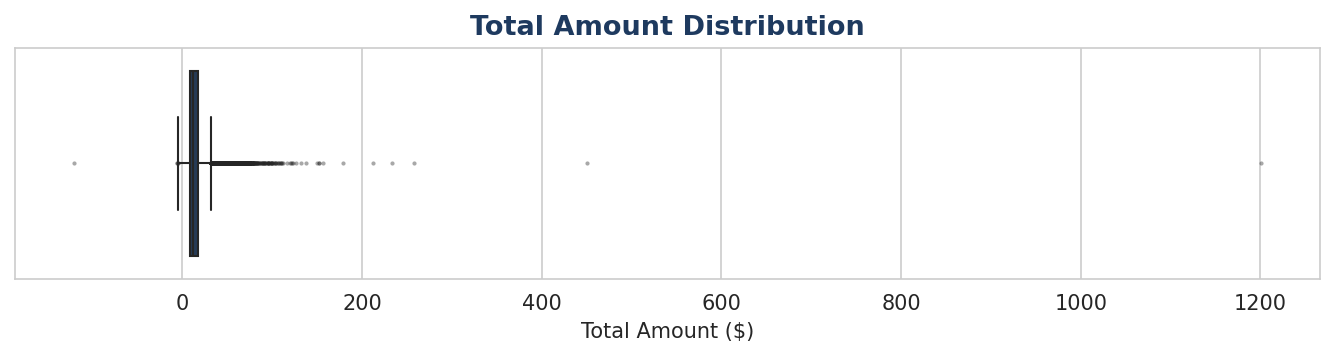 Total Amount Distribution
0 200 400 600 800 1000 1200
Total Amount ($)